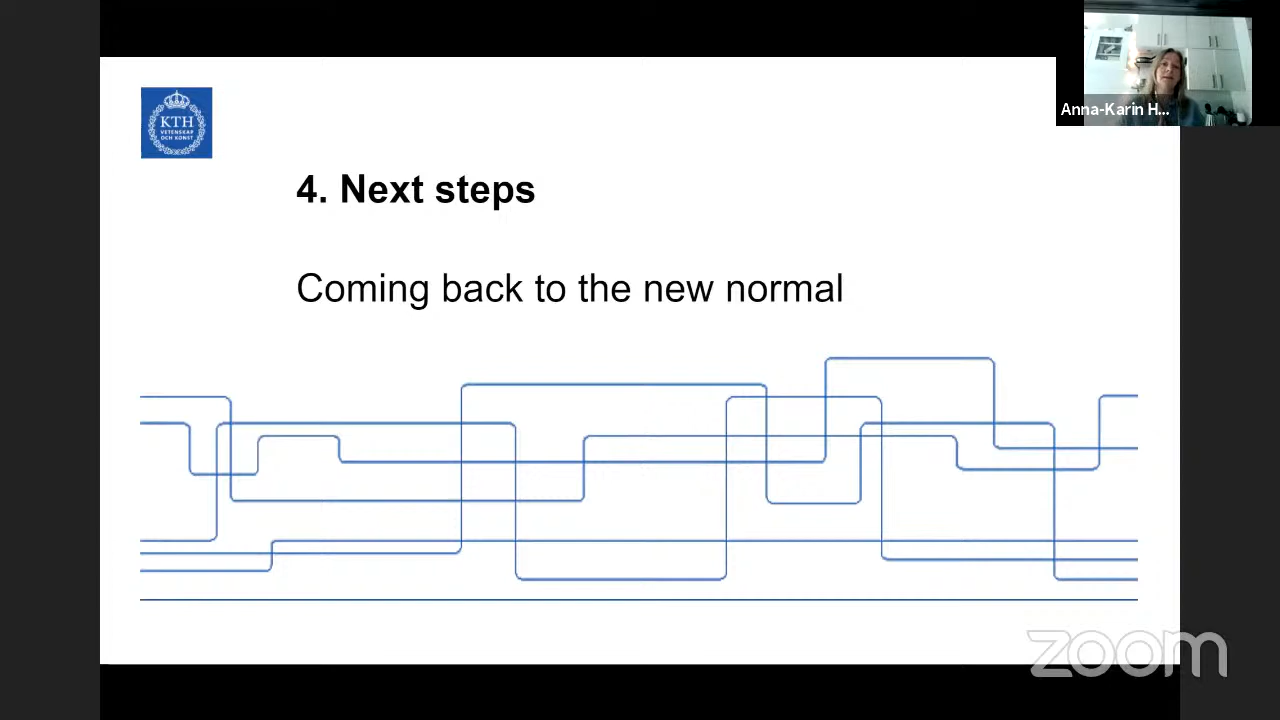 KTH
VETENSKAP
OCH KONST
Anna-Karin H...
4. Next steps
Coming back to the new normal
zoom